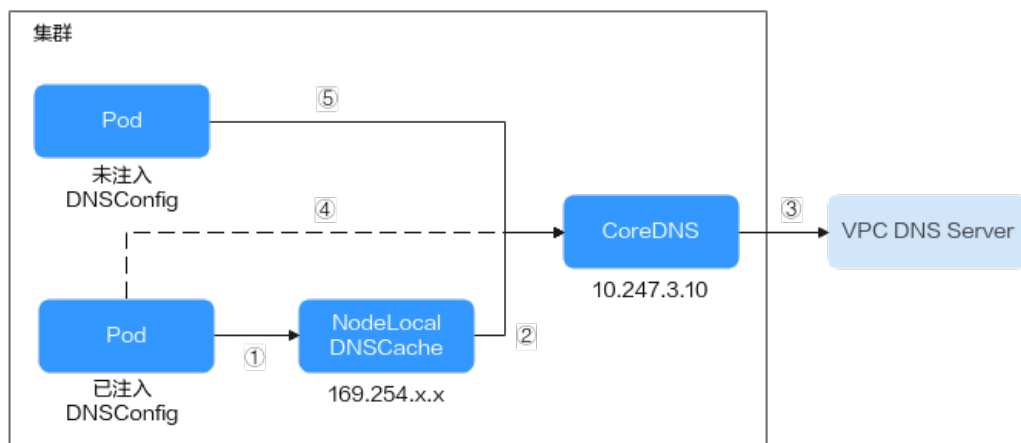 集群
⑤
Pod
未注入
DNSConfig
④
③
CoreDNS
VPC DNS Server
10.247.3.10
Pod
①
NodeLocal
DNSCache
②
已注入
DNSConfig
169.254.x.x